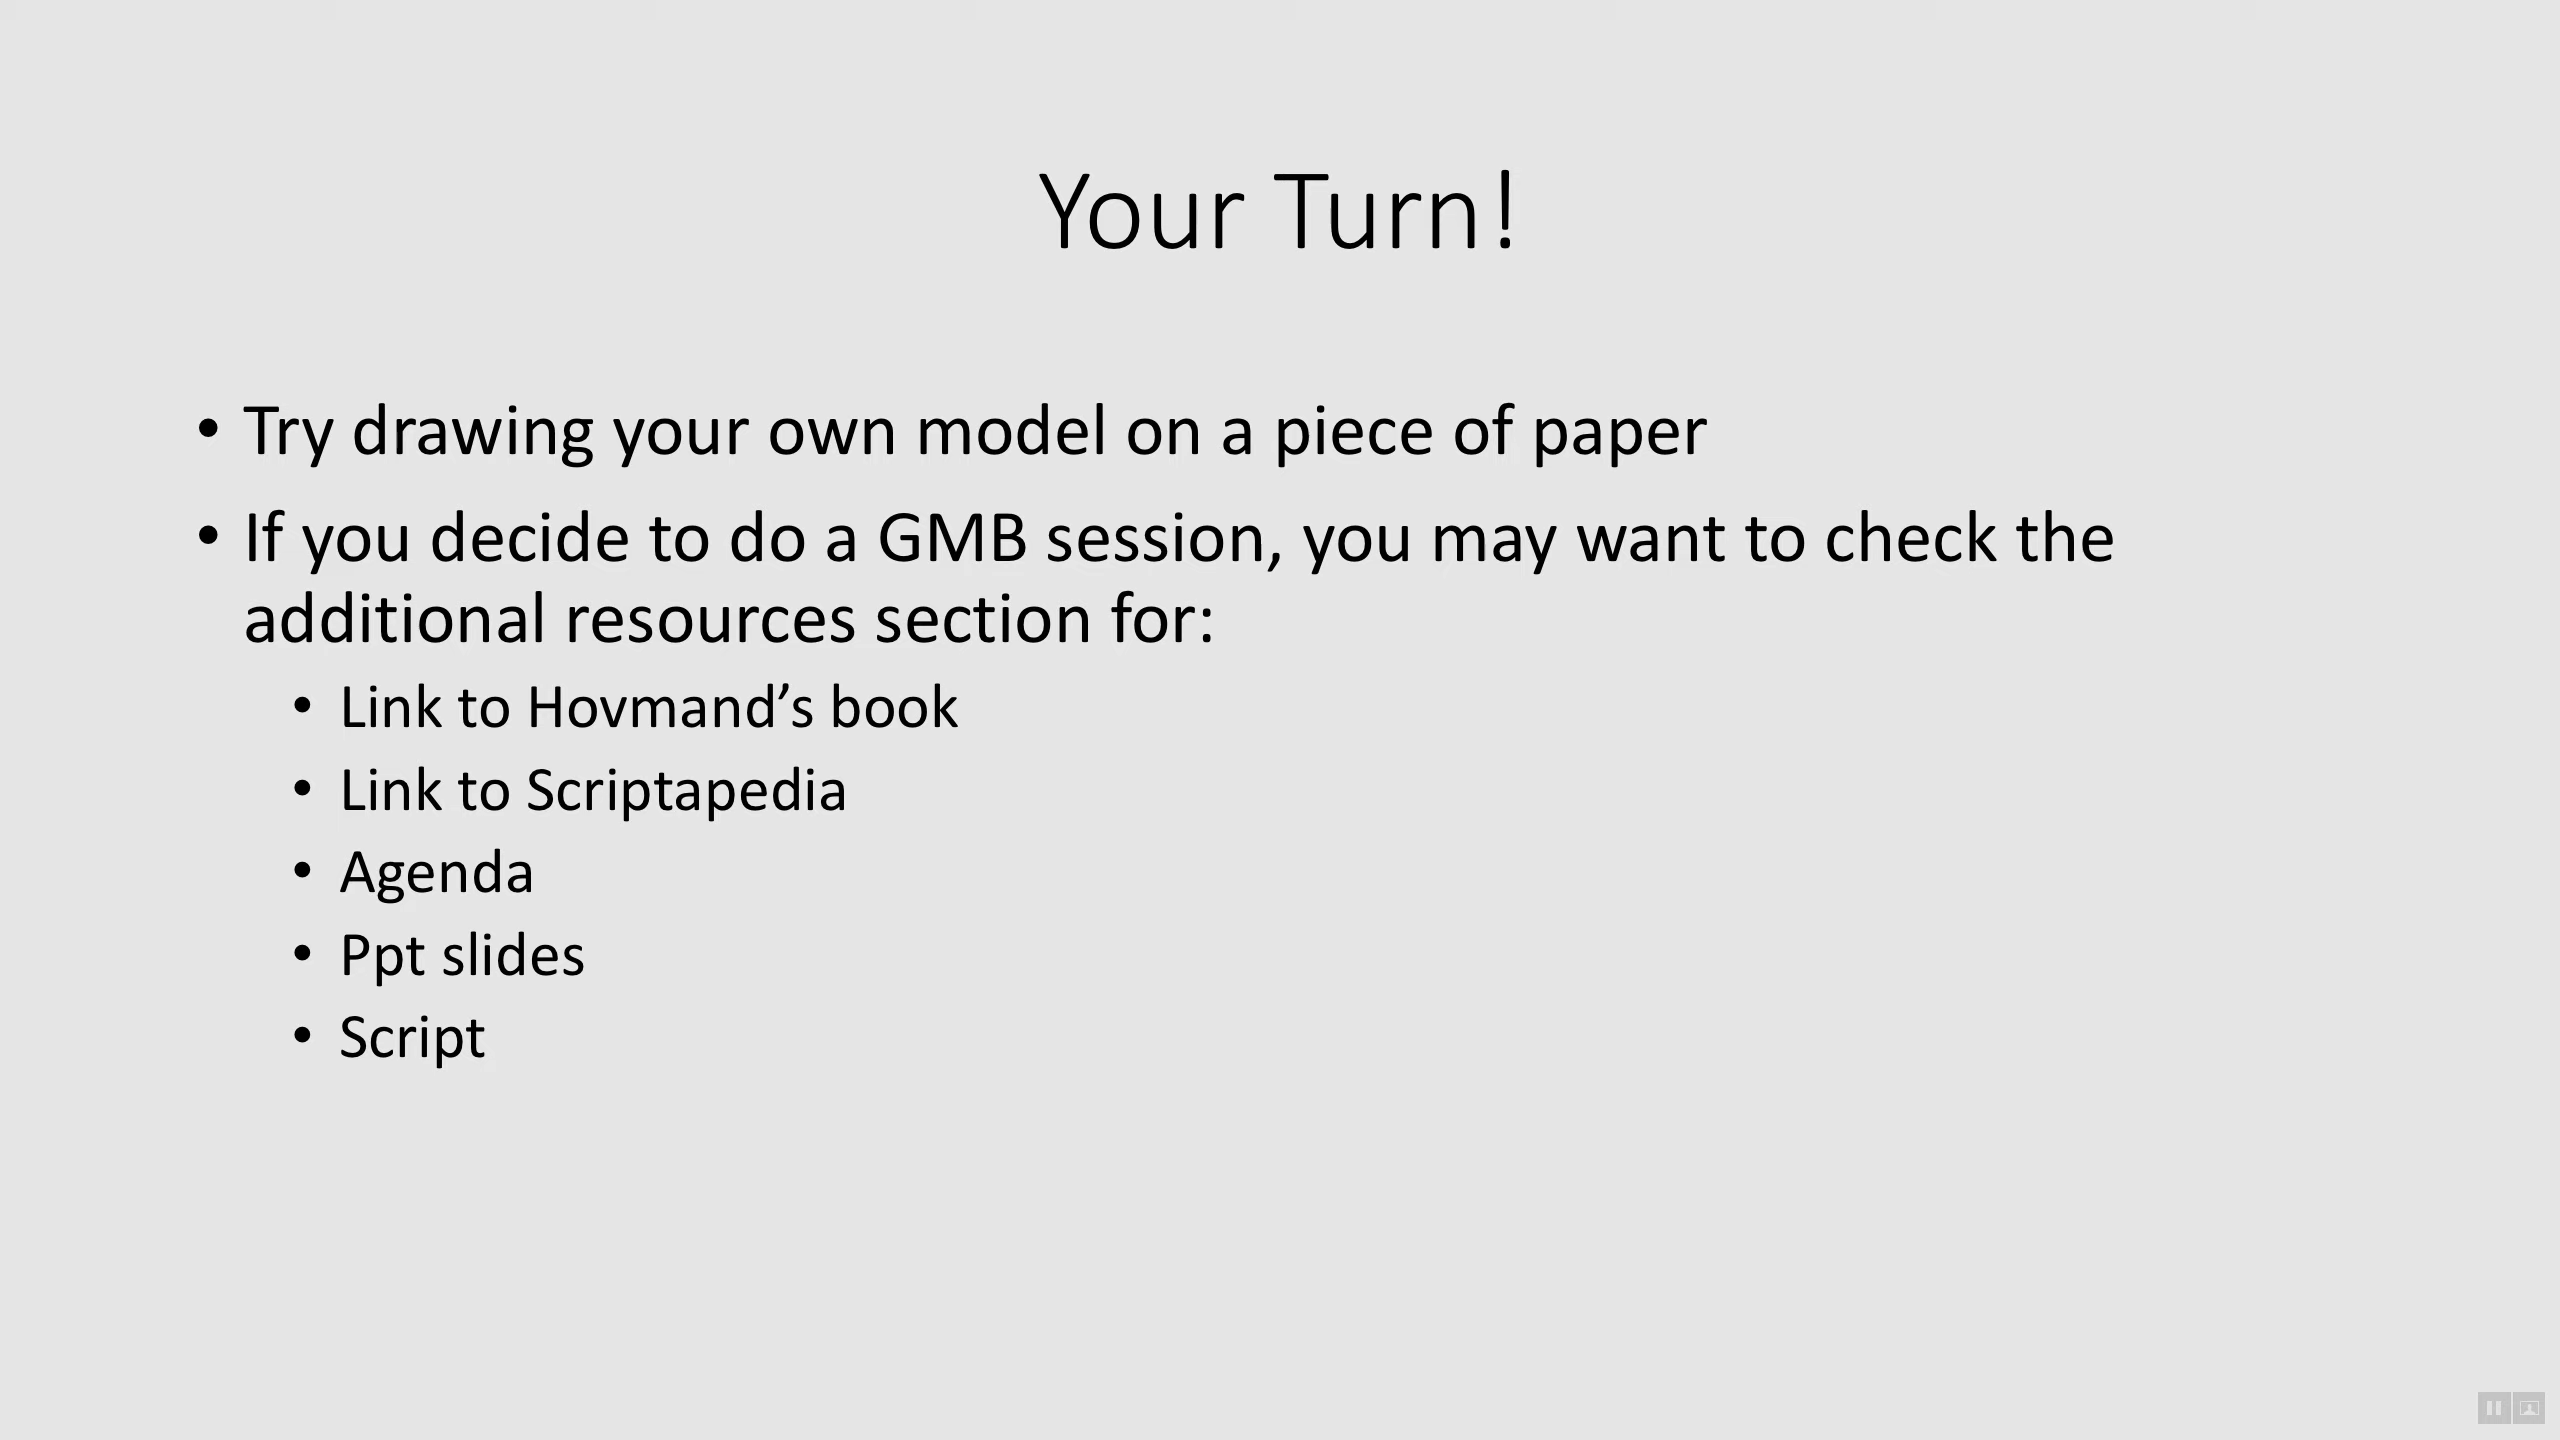 Your Turn!
• Try drawing your own model on a piece of paper
• If you decide to do a GMB session, you may want to check the
additional resources section for:
• Link to Hovmand’s book
• Link to Scriptapedia
• Agenda
• Ppt slides
• Script